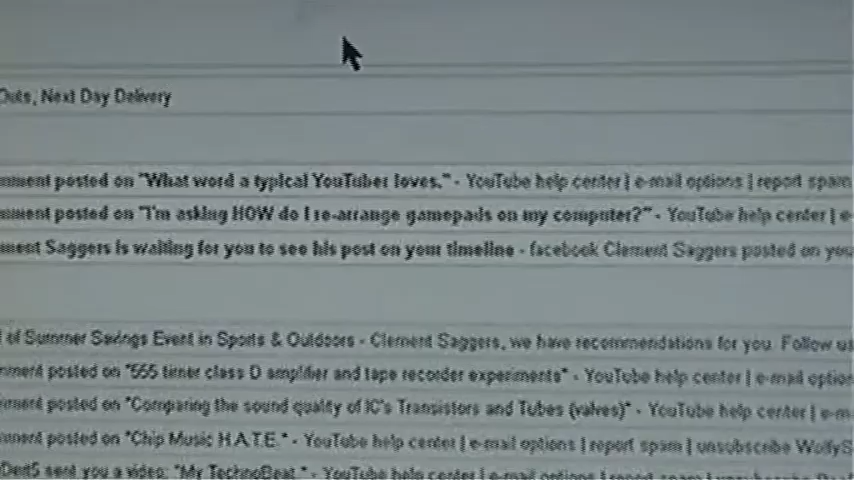 Outs, Next Day Delivery
mment posted on "What word a typical YouTuber loves." - YouTube help center | e-mail options | report spam
mment posted on "I'm asking HOW do I re-arrange gamepads on my computer?" - YouTube help center | e-
ment Saggers is waiting for you to see his post on your timeline - facebook Clement Saggers posted on you
l of Summer Savings Event in Sports & Outdoors - Clement Saggers, we have recommendations for you. Follow us
mment posted on "555 timer class D amplifier and tape recorder experiments" - YouTube help center | e-mail option
mment posted on "Comparing the sound quality of IC's Transistors and Tubes (valves)" - YouTube help center | e-m
mment posted on "Chip Music H.A.T.E." - YouTube help center | e-mail options | report spam | unsubscribe WolfyS
sent you a video: "My TechnoBeat." - YouTube help center | e-mail options | report spam | unsubscribe